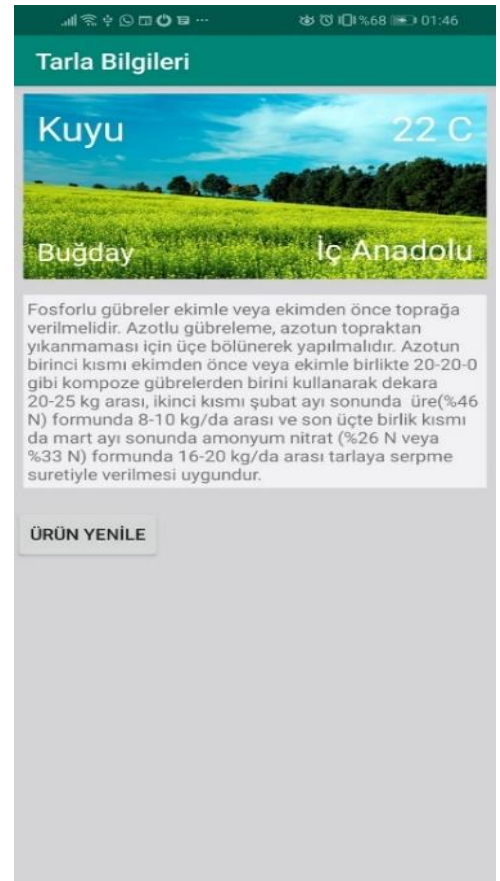 %68 01:46
Tarla Bilgileri
Kuyu 22 C
Buğday İç Anadolu
Fosforlu gübreler ekimle veya ekimden önce toprağa
verilmelidir. Azotlu gübreleme, azotun topraktan
yıkanmaması için üçe bölünerek yapılmalıdır. Azotun
birinci kısmı ekimden önce veya ekimle birlikte 20-20-0
gibi kompoze gübrelerden birini kullanarak dekara
20-25 kg arası, ikinci kısmı şubat ayı sonunda üre(%46
N) formunda 8-10 kg/da arası ve son üçte birlik kısmı
da mart ayı sonunda amonyum nitrat (%26 N veya
%33 N) formunda 16-20 kg/da arası tarlaya serpme
suretiyle verilmesi uygundur.
ÜRÜN YENİLE